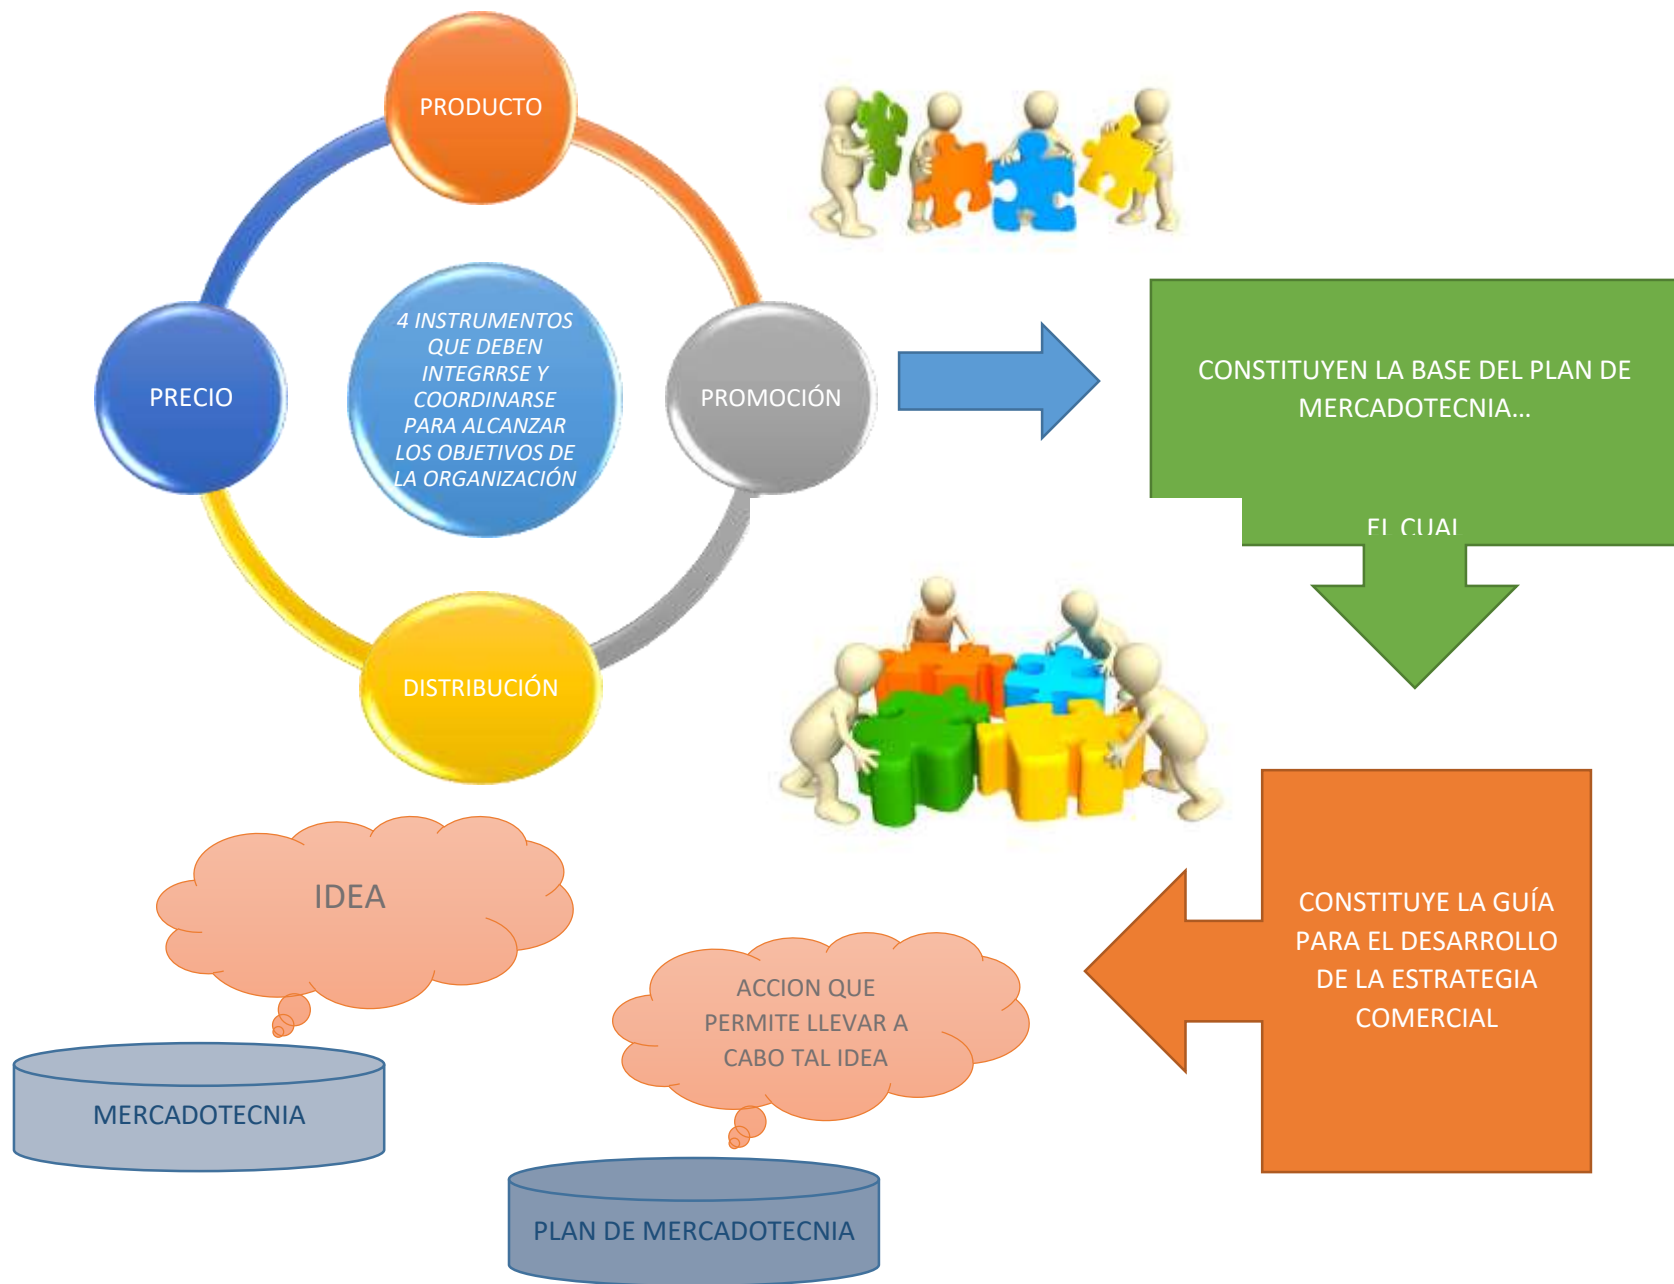 PRODUCTO
4 INSTRUMENTOS
QUE DEBEN
INTEGRRSE Y
COORDINARSE
PARA ALCANZAR
LOS OBJETIVOS DE
LA ORGANIZACIÓN
PRECIO
PROMOCIÓN
DISTRIBUCIÓN
CONSTITUYEN LA BASE DEL PLAN DE
MERCADOTECNIA...
EL CUAL
CONSTITUYE LA GUÍA
PARA EL DESARROLLO
DE LA ESTRATEGIA
COMERCIAL
IDEA
MERCADOTECNIA
ACCION QUE
PERMITE LLEVAR A
CABO TAL IDEA
PLAN DE MERCADOTECNIA